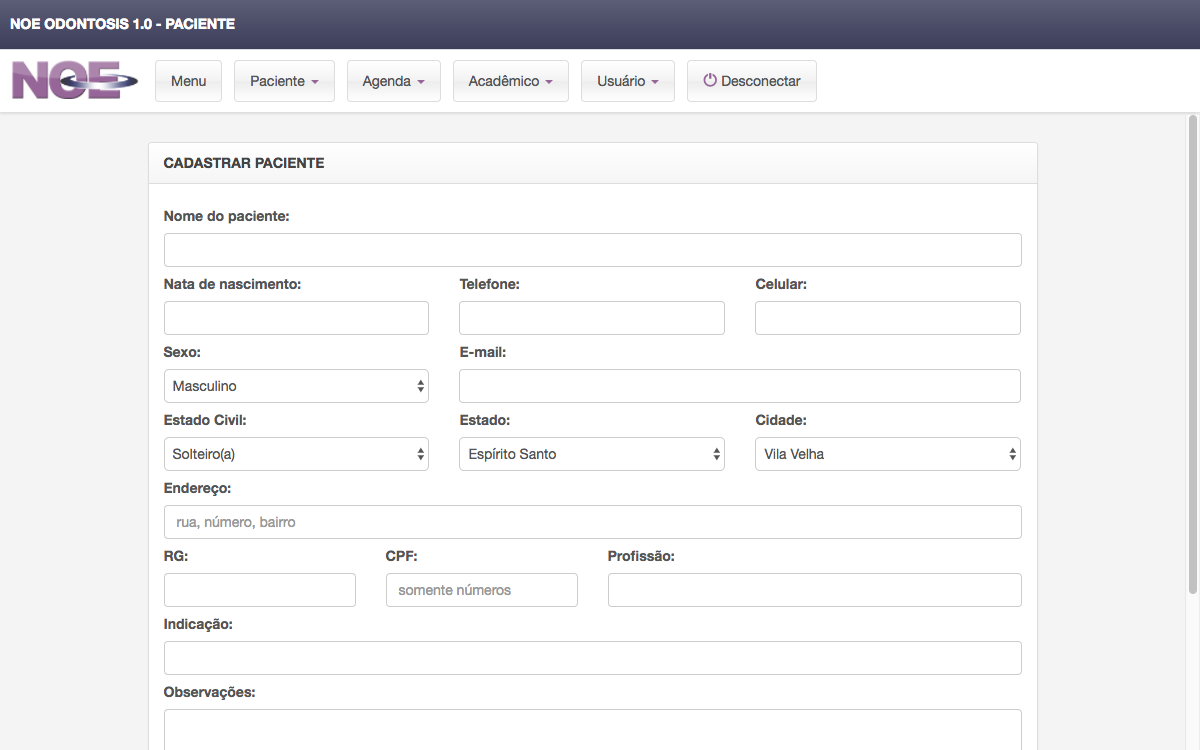 NOE ODONTOSIS 1.0 - PACIENTE
NOE Menu Paciente Agenda Acadêmico Usuário Desconectar
CADASTRAR PACIENTE
Nome do paciente:
Nata de nascimento: Telefone: Celular:
Sexo: E-mail:
Masculino
Estado Civil: Estado: Cidade:
Solteiro(a) Espírito Santo Vila Velha
Endereço:
rua, número, bairro
RG: CPF: Profissão:
somente números
Indicação:
Observações: